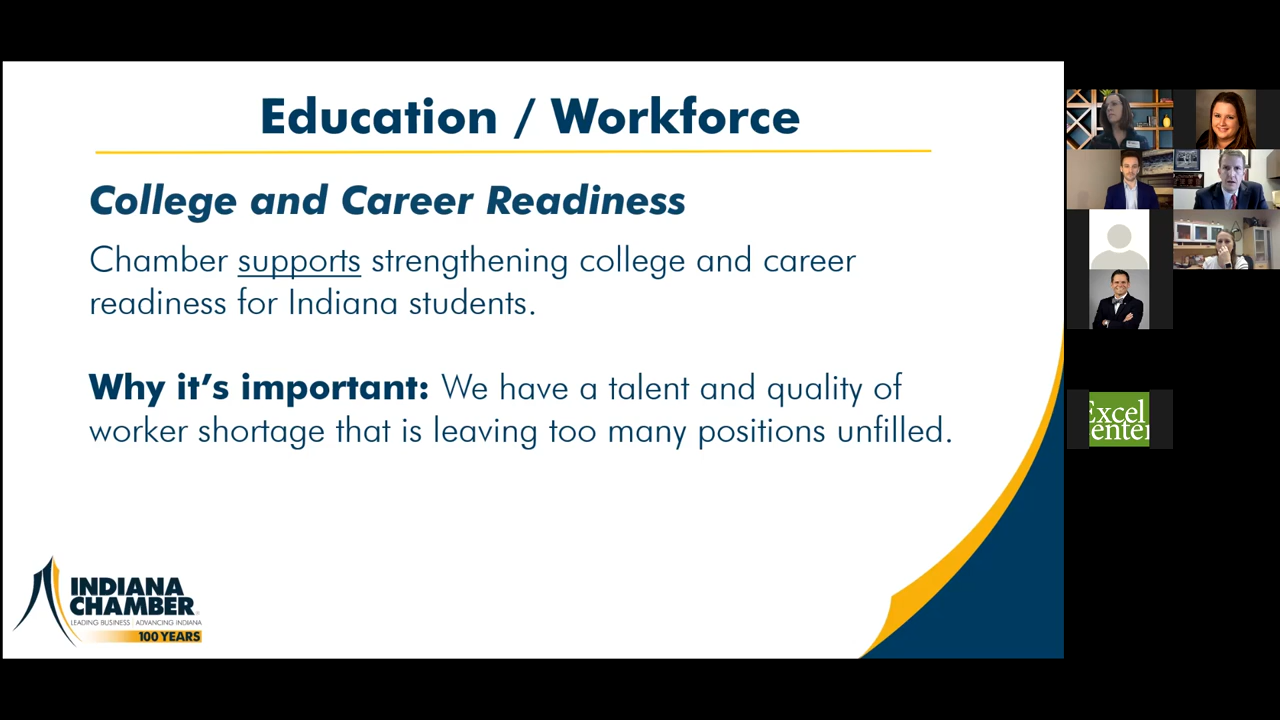 Education / Workforce
College and Career Readiness
Chamber supports strengthening college and career
readiness for Indiana students.
Why it's important: We have a talent and quality of
worker shortage that is leaving too many positions unfilled.
INDIANA
CHAMBER
LEADING BUSINESS | ADVANCING INDIANA
100 YEARS
Excel
Center